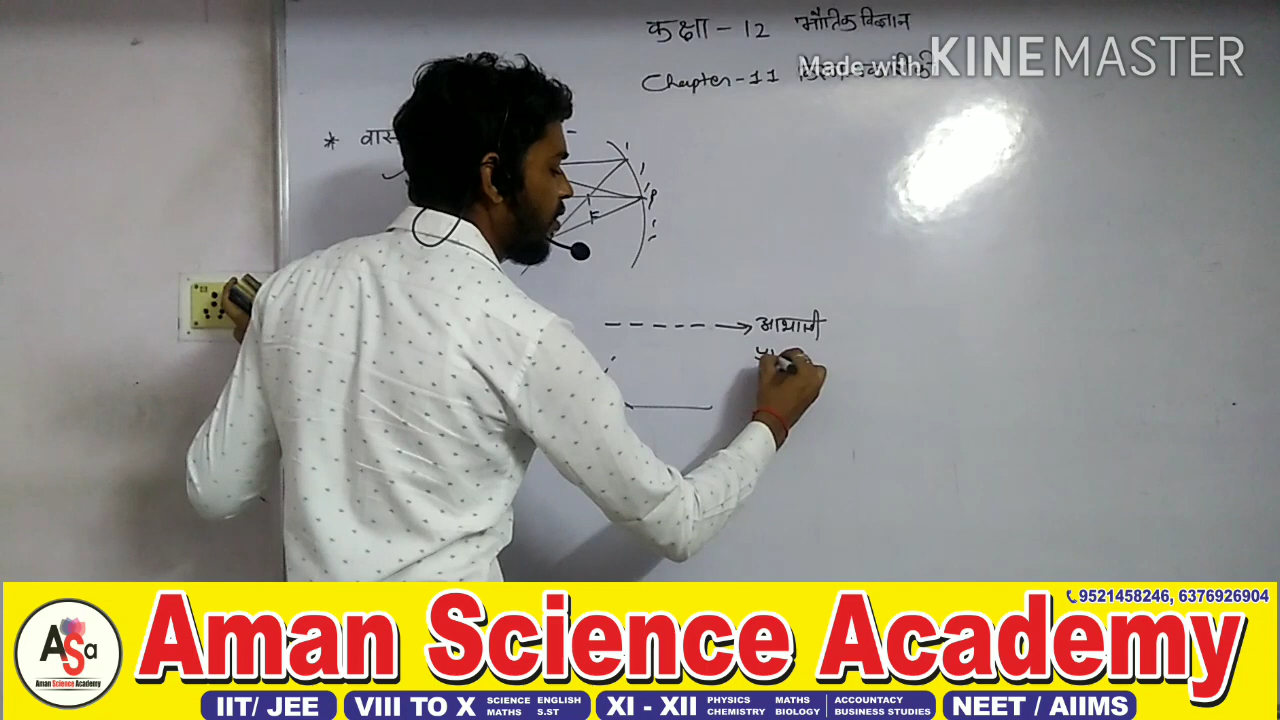 कक्षा - 12 भौतिक विज्ञान
Made with KINEMASTER
Chapter - 11
* वास
P
F
आभासी
9521458246, 6376926904
ASa
Aman Science Academy
Aman Science Academy
IIT/ JEE
VIII TO X
SCIENCE ENGLISH
MATHS S.ST
XI - XII
PHYSICS MATHS
CHEMISTRY BIOLOGY
ACCOUNTACY
BUSINESS STUDIES
NEET / AIIMS